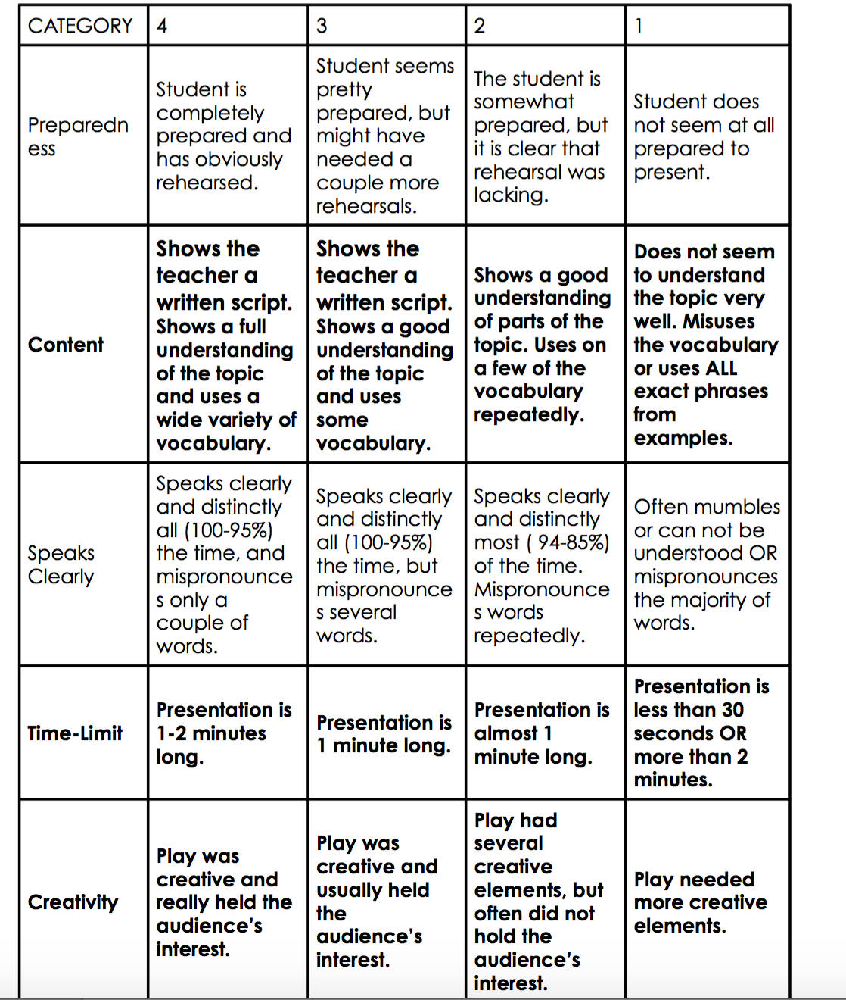 CATEGORY
4
3
2
1
Preparedn
ess
Student is
completely
prepared and
has obviously
rehearsed.
Student seems
pretty
prepared, but
might have
needed a
couple more
rehearsals.
The student is
somewhat
prepared, but
it is clear that
rehearsal was
lacking.
Student does
not seem at all
prepared to
present.
Content
Shows the
teacher a
written script.
Shows a full
understanding
of the topic
and uses a
wide variety of
vocabulary.
Shows the
teacher a
written script.
Shows a good
understanding
of the topic
and uses
some
vocabulary.
Shows a good
understanding
of parts of the
topic. Uses on
a few of the
vocabulary
repeatedly.
Does not seem
to understand
the topic very
well. Misuses
the vocabulary
or uses ALL
exact phrases
from
examples.
Speaks
Clearly
Speaks clearly
and distinctly
all (100-95%)
the time, and
mispronounce
s only a
couple of
words.
Speaks clearly
and distinctly
all (100-95%)
the time, but
mispronounce
s several
words.
Speaks clearly
and distinctly
most ( 94-85%)
of the time.
Mispronounce
s words
repeatedly.
Often mumbles
or can not be
understood OR
mispronounces
the majority of
words.
Time-Limit
Presentation is
1-2 minutes
long.
Presentation is
1 minute long.
Presentation is
almost 1
minute long.
Presentation is
less than 30
seconds OR
more than 2
minutes.
Creativity
Play was
creative and
really held the
audience’s
interest.
Play was
creative and
usually held
the
audience’s
interest.
Play had
several
creative
elements, but
often did not
hold the
audience’s
interest.
Play needed
more creative
elements.